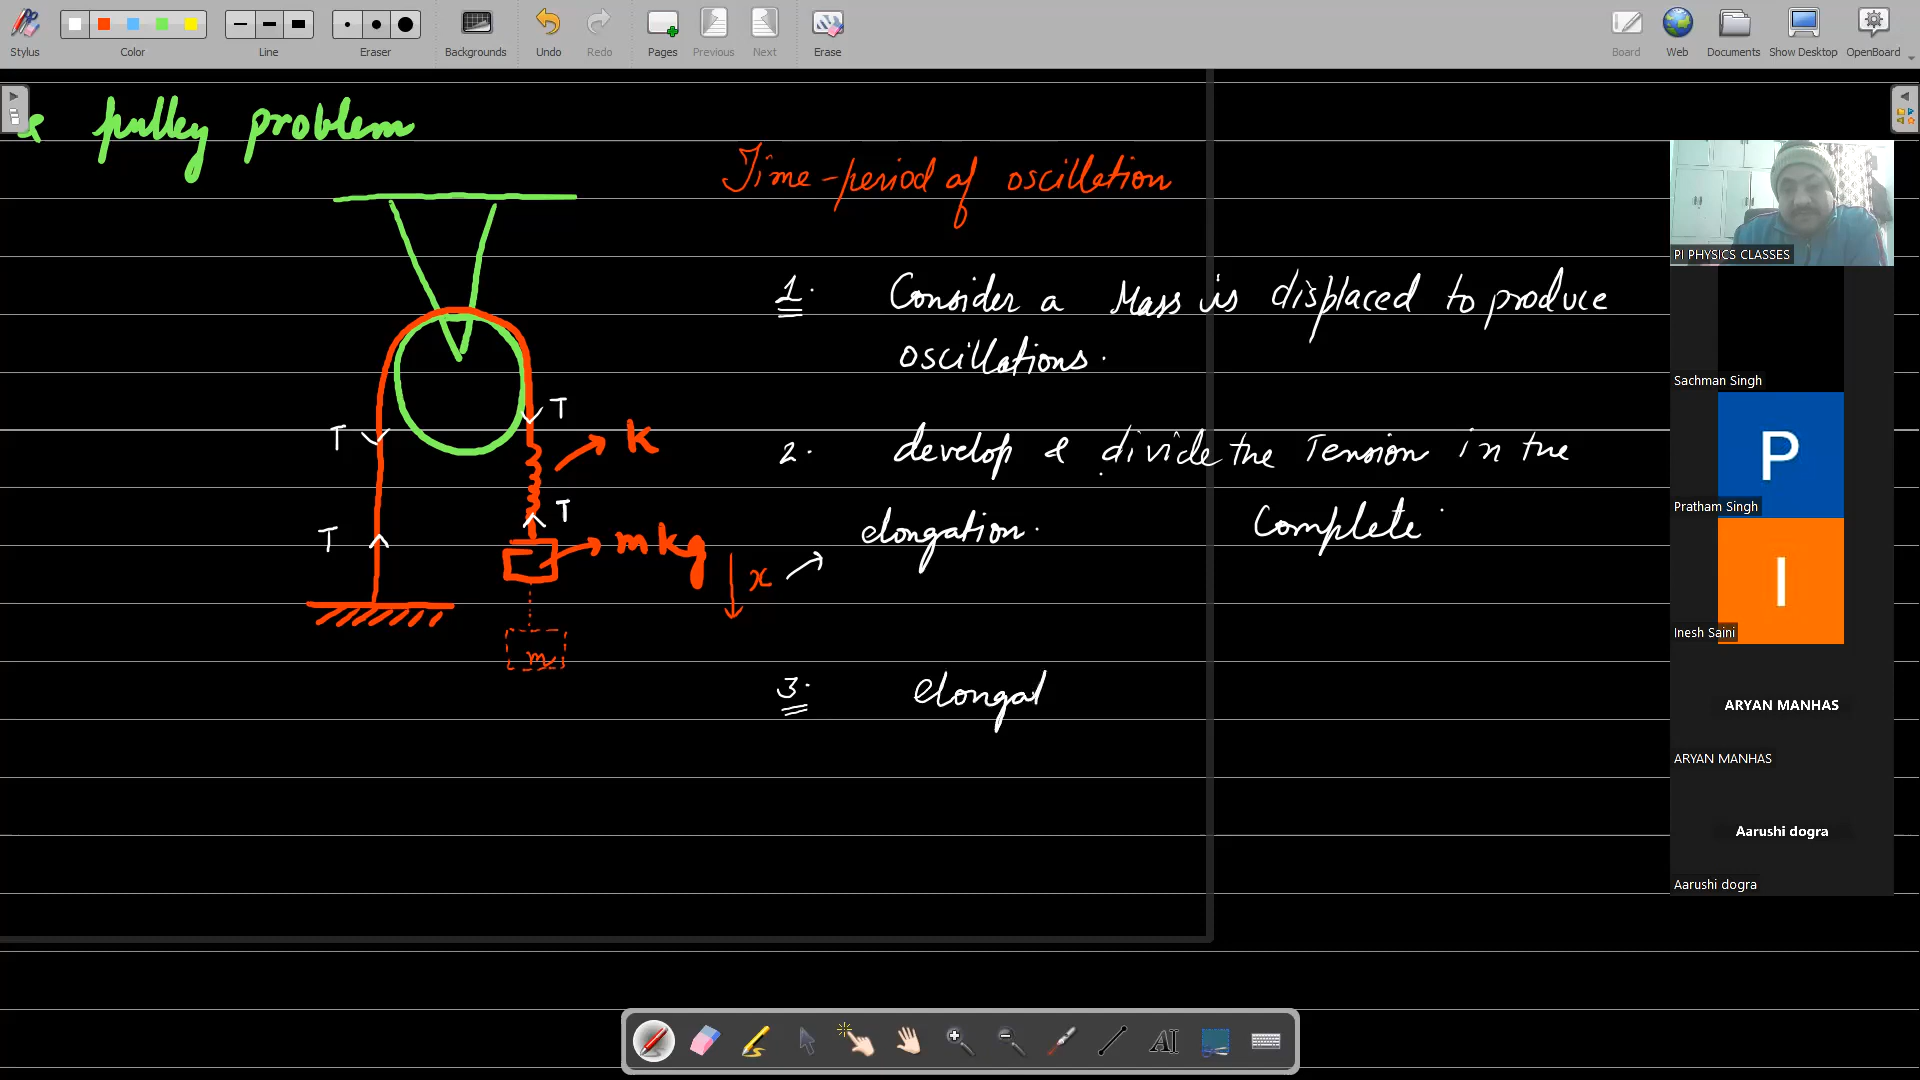 Stylus
Color
Line
Eraser
Backgrounds
Undo
Redo
Pages
Previous
Next
Erase
Board
Web
Documents
Show Desktop
OpenBoard
& pulley problem
Time-period of oscillation
1. Consider a Mass is displaced to produce
oscillations.
2. develop & divide the Tension in the
elongation. Complete
3. elongat
T
T
T
T
k
m kg
x
m
PI PHYSICS CLASSES
Sachman Singh
P
Pratham Singh
I
Inesh Saini
ARYAN MANHAS
ARYAN MANHAS
Aarushi dogra
Aarushi dogra
AI